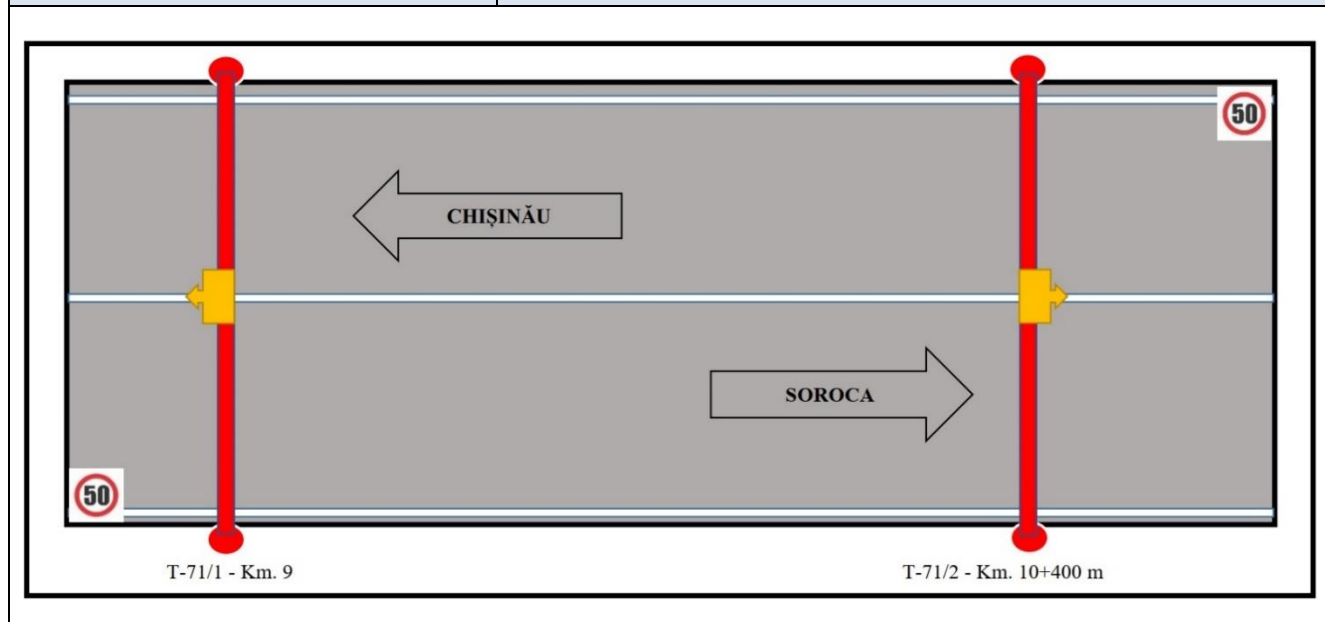 50
CHIȘINĂU
SOROCA
50
T-71/1 - Km. 9
T-71/2 - Km. 10+400 m